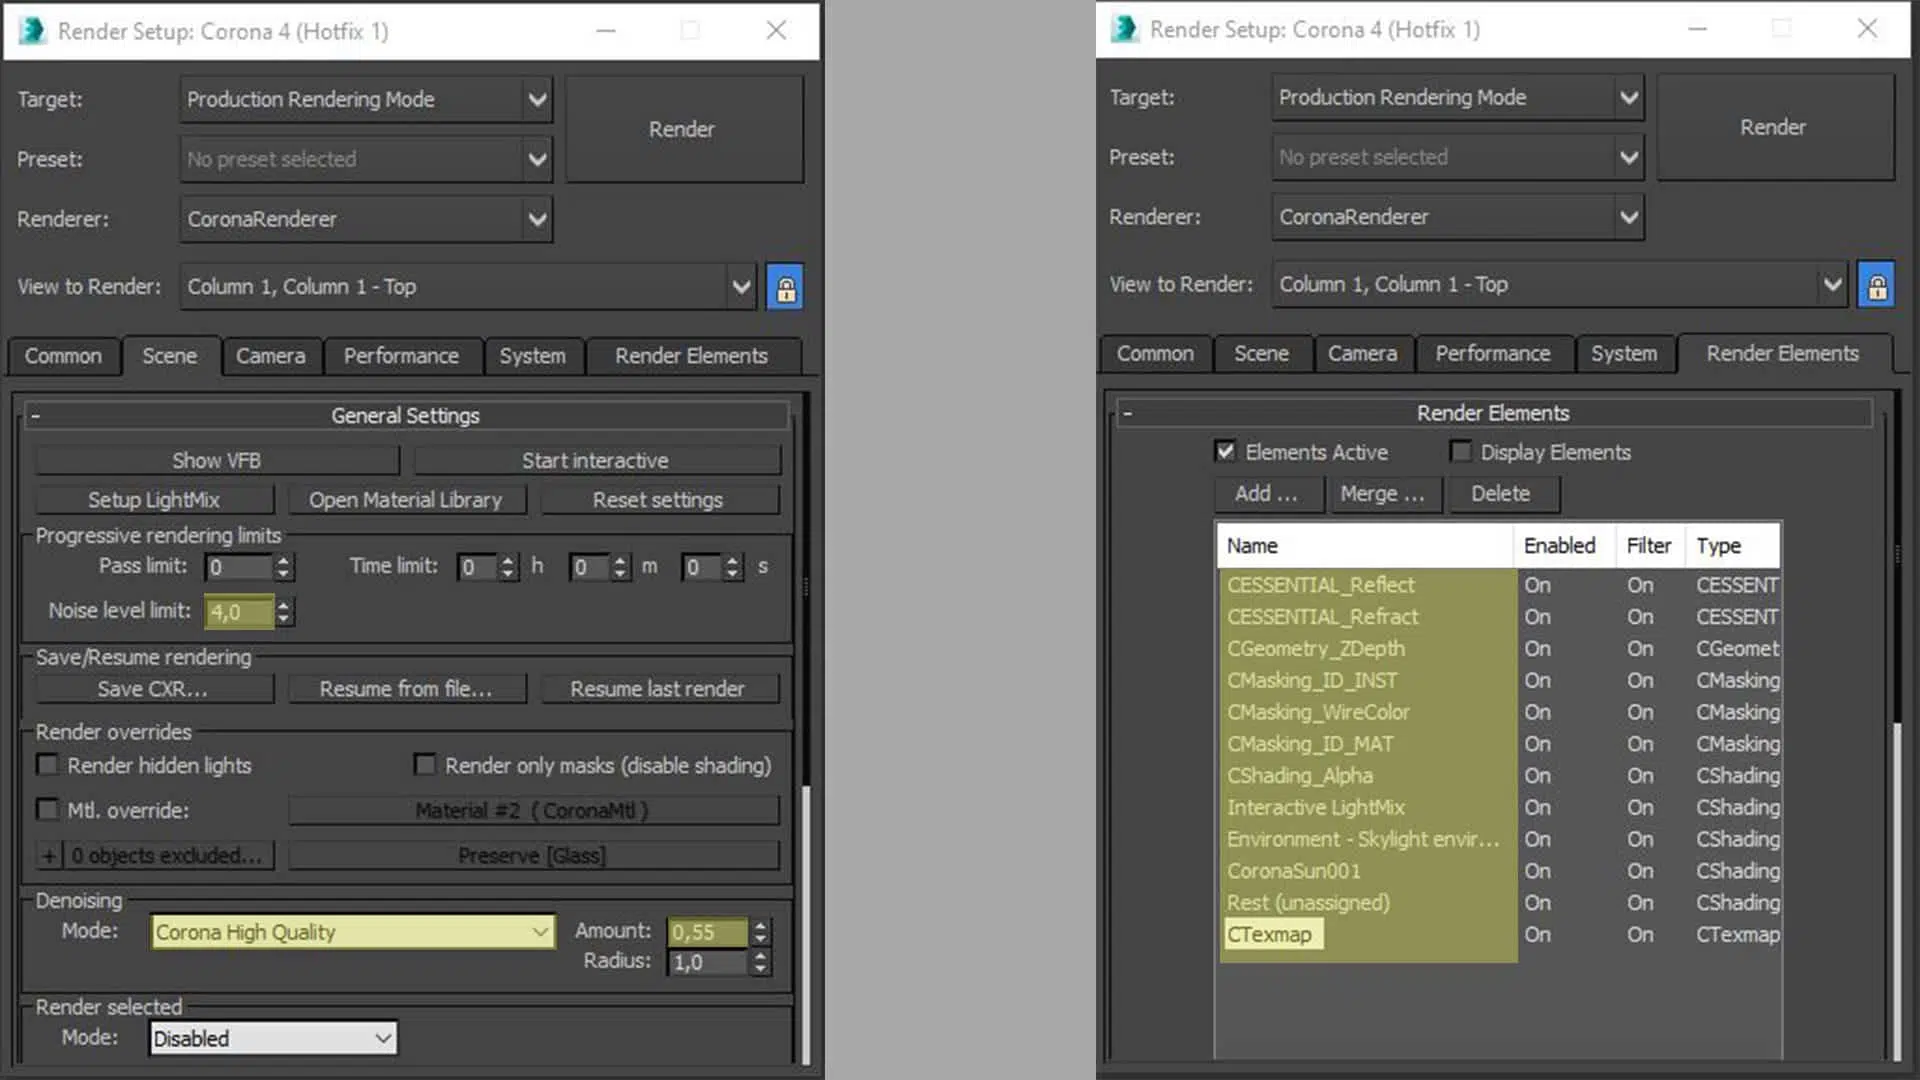 Render Setup: Corona 4 (Hotfix 1)
Target: Production Rendering Mode
Render
Preset: No preset selected
Renderer: CoronaRenderer
View to Render: Column 1, Column 1 - Top
Common Scene Camera Performance System Render Elements
- General Settings
Show VFB Start interactive
Setup LightMix Open Material Library Reset settings
Progressive rendering limits
Pass limit: 0 Time limit: 0 h 0 m 0 s
Noise level limit: 4,0
Save/Resume rendering
Save CXR... Resume from file... Resume last render
Render overrides
Render hidden lights Render only masks (disable shading)
Mtl. override: Material #2 ( CoronaMtl )
+ 0 objects excluded... Preserve [Glass]
Denoising
Mode: Corona High Quality Amount: 0,55
Radius: 1,0
Render selected
Mode: Disabled
Render Setup: Corona 4 (Hotfix 1)
Target: Production Rendering Mode
Render
Preset: No preset selected
Renderer: CoronaRenderer
View to Render: Column 1, Column 1 - Top
Common Scene Camera Performance System Render Elements
- Render Elements
Elements Active Display Elements
Add ... Merge ... Delete
Name Enabled Filter Type
CESSENTIAL_Reflect On On CESSENT
CESSENTIAL_Refract On On CESSENT
CGeometry_ZDepth On On CGeomet
CMasking_ID_INST On On CMasking
CMasking_WireColor On On CMasking
CMasking_ID_MAT On On CMasking
CShading_Alpha On On CShading
Interactive LightMix On On CShading
Environment - Skylight envir... On On CShading
CoronaSun001 On On CShading
Rest (unassigned) On On CShading
CTexmap On On CTexmap